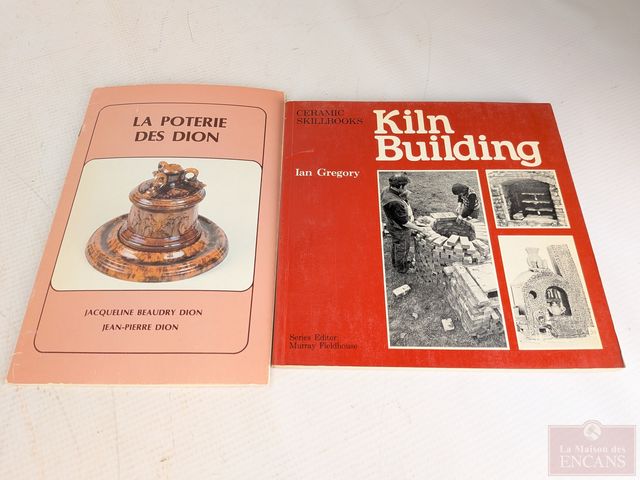 LA POTERIE
DES DION
JACQUELINE BEAUDRY DION
JEAN-PIERRE DION
CERAMIC
SKILLBOOKS
Kiln
Building
Ian Gregory
Series Editor
Murray Fieldhouse
La Maison des
ENCANS